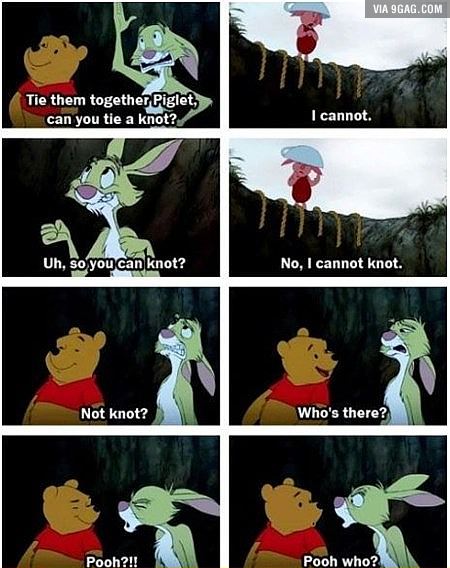 VIA 9GAG.COM
Tie them together Piglet,
can you tie a knot?
I cannot.
Uh, so you can knot?
No, I cannot knot.
Not knot?
Who's there?
Pooh?!!
Pooh who?